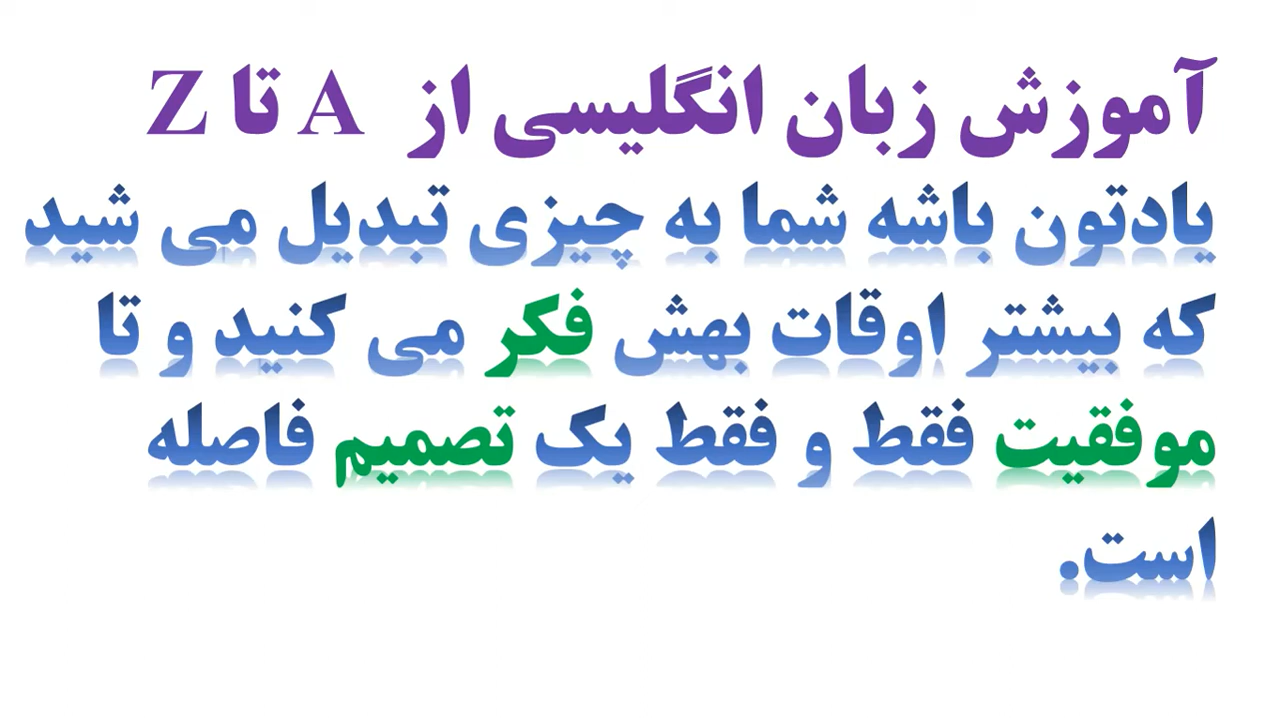 آموزش زبان انگلیسی از A تا Z
یادتون باشه شما به چیزی تبدیل می شید
که بیشتر اوقات بهش فکر می کنید و تا
موفقیت فقط و فقط یک تصمیم فاصله
است.